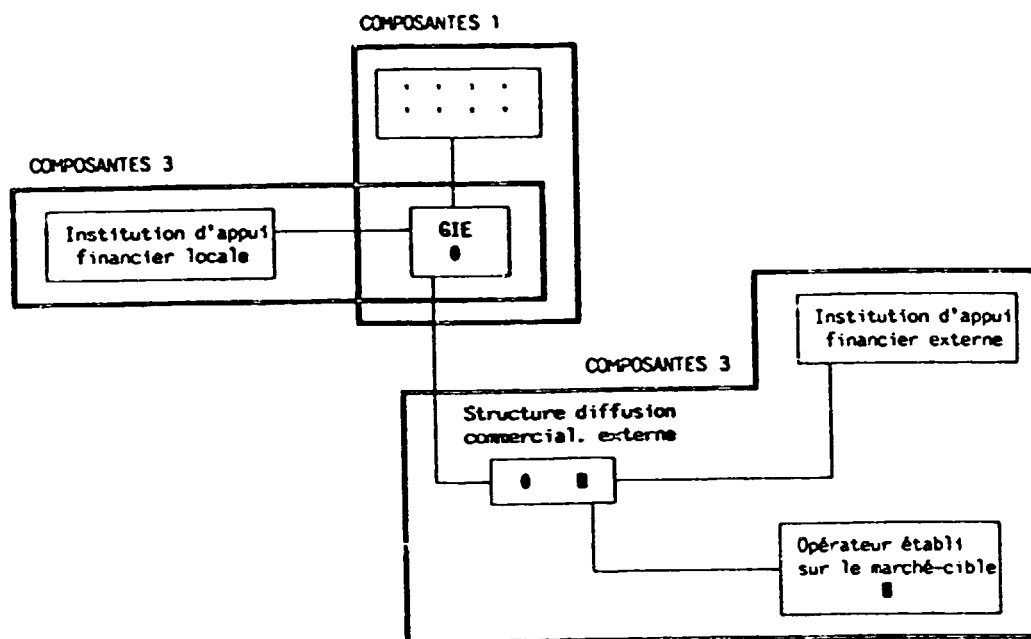 COMPOSANTES 1
COMPOSANTES 3
Institution d'appui
financier locale
GIE
Institution d'appui
financier externe
COMPOSANTES 3
Structure diffusion
commercial. externe
Opérateur établi
sur le marché-cible